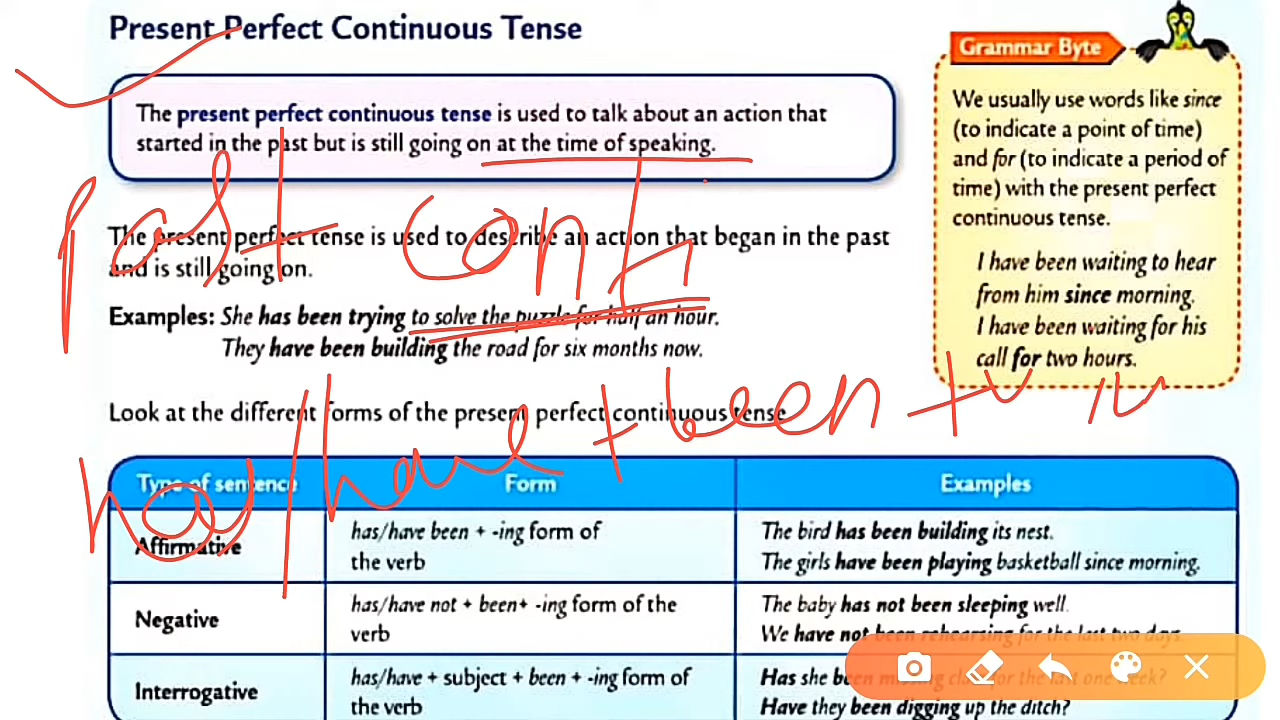 Present Perfect Continuous Tense
The present perfect continuous tense is used to talk about an action that
started in the past but is still going on at the time of speaking.
Grammar Byte
We usually use words like since
(to indicate a point of time)
and for (to indicate a period of
time) with the present perfect
continuous tense.
I have been waiting to hear
from him since morning.
I have been waiting for his
call for two hours.
Past conti
The present perfect tense is used to describe an action that began in the past
and is still going on.
Examples: She has been trying to solve the puzzle for half an hour.
They have been building the road for six months now.
has/have + been + v
Look at the different forms of the present perfect continuous tense
Type of sentence Form Examples
Affirmative has/have been + -ing form of
the verb
The bird has been building its nest.
The girls have been playing basketball since morning.
Negative has/have not + been+ -ing form of the
verb
The baby has not been sleeping well.
We have not been rehearsing for the last two days
Interrogative has/have + subject + been + -ing form of
the verb
Has she been for the last one week?
Have they been digging up the ditch?